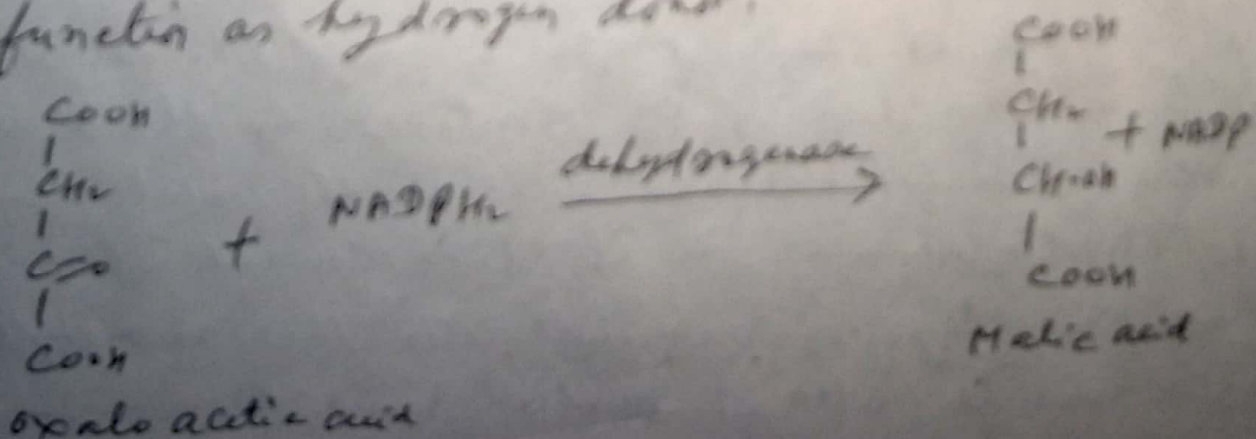 function as hydrogen donor.
COOH
|
CH2
|
C=O
|
COOH
oxalo acetic acid
+
NADPH2
dehydrogenase
COOH
|
CH2
|
CH-OH
|
COOH
+ NADP
Malic acid